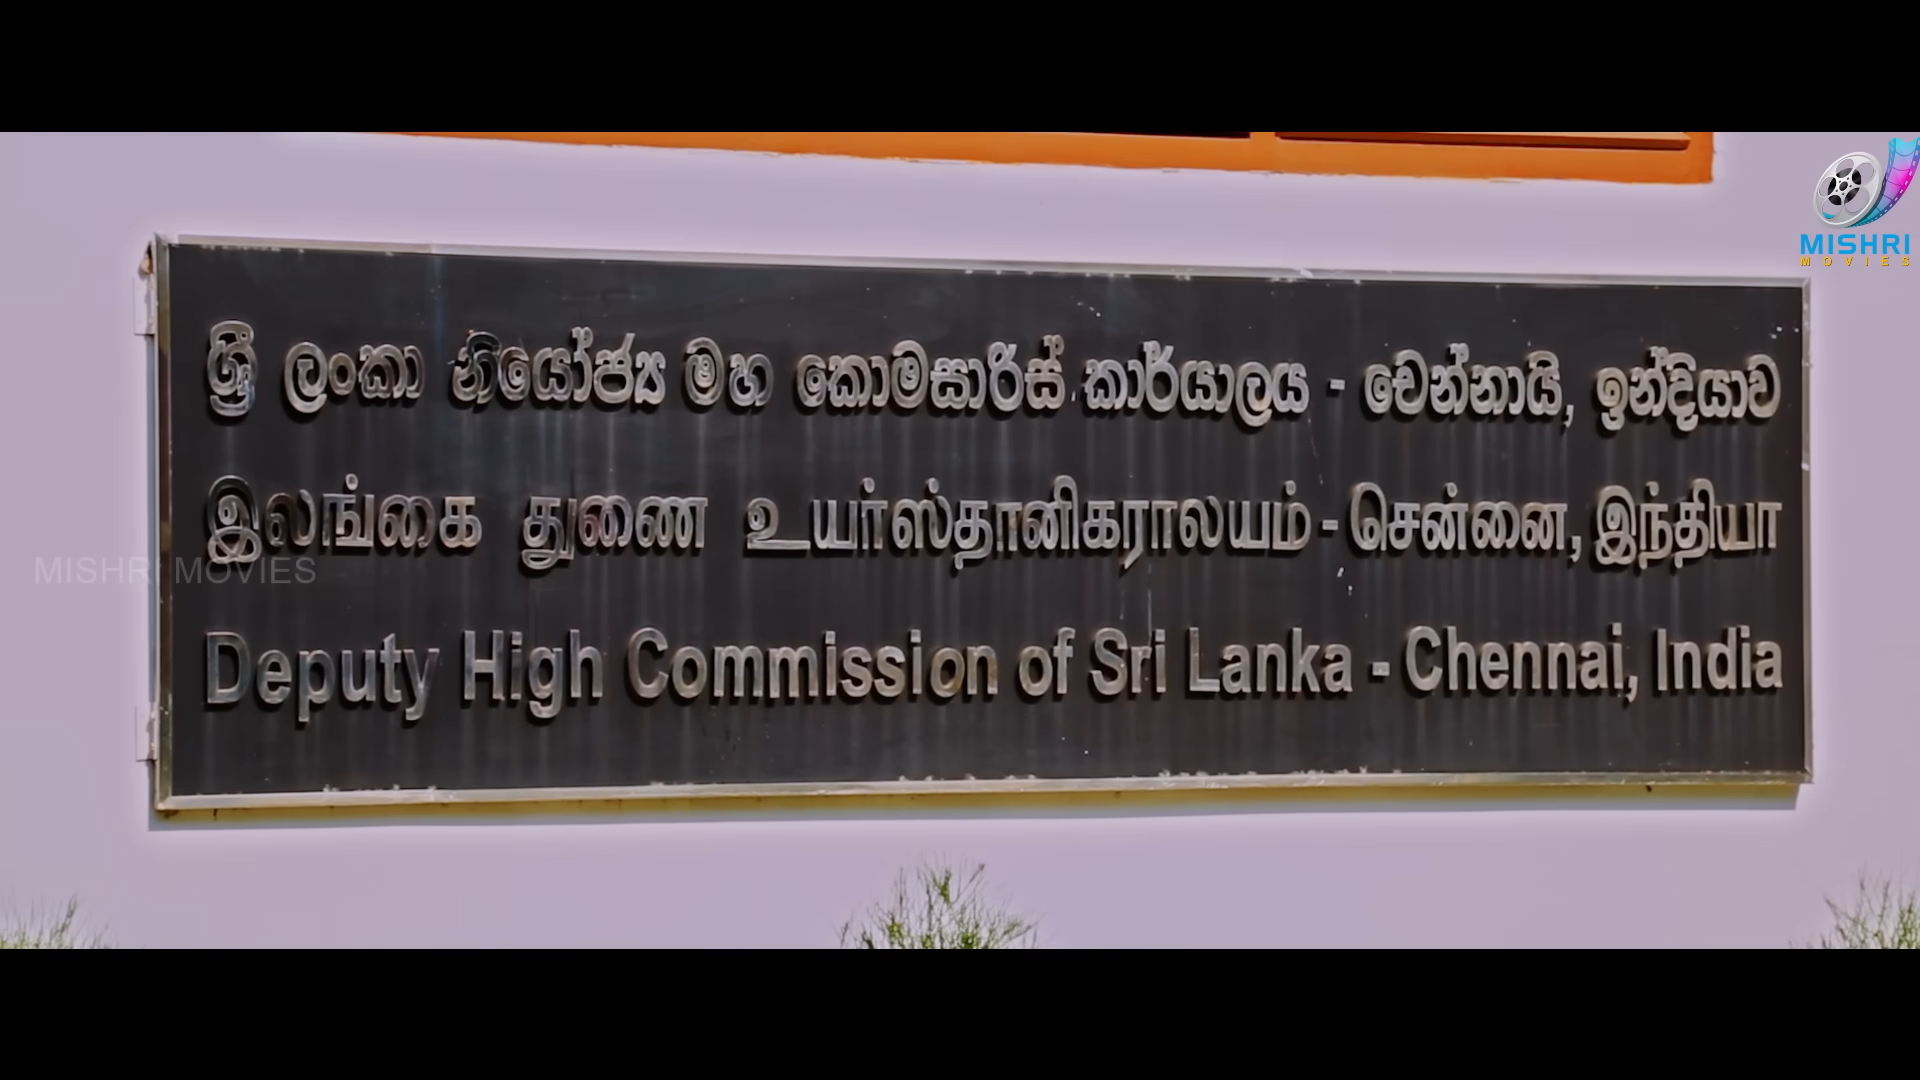 MISHRI
MOVIES
ශ්‍රී ලංකා නියෝජ්‍ය මහ කොමසාරිස් කාර්යාලය - චෙන්නායි, ඉන්දියාව
இலங்கை துணை உயர்ஸ்தானிகராலயம் - சென்னை, இந்தியா
MISHRI MOVIES
Deputy High Commission of Sri Lanka - Chennai, India